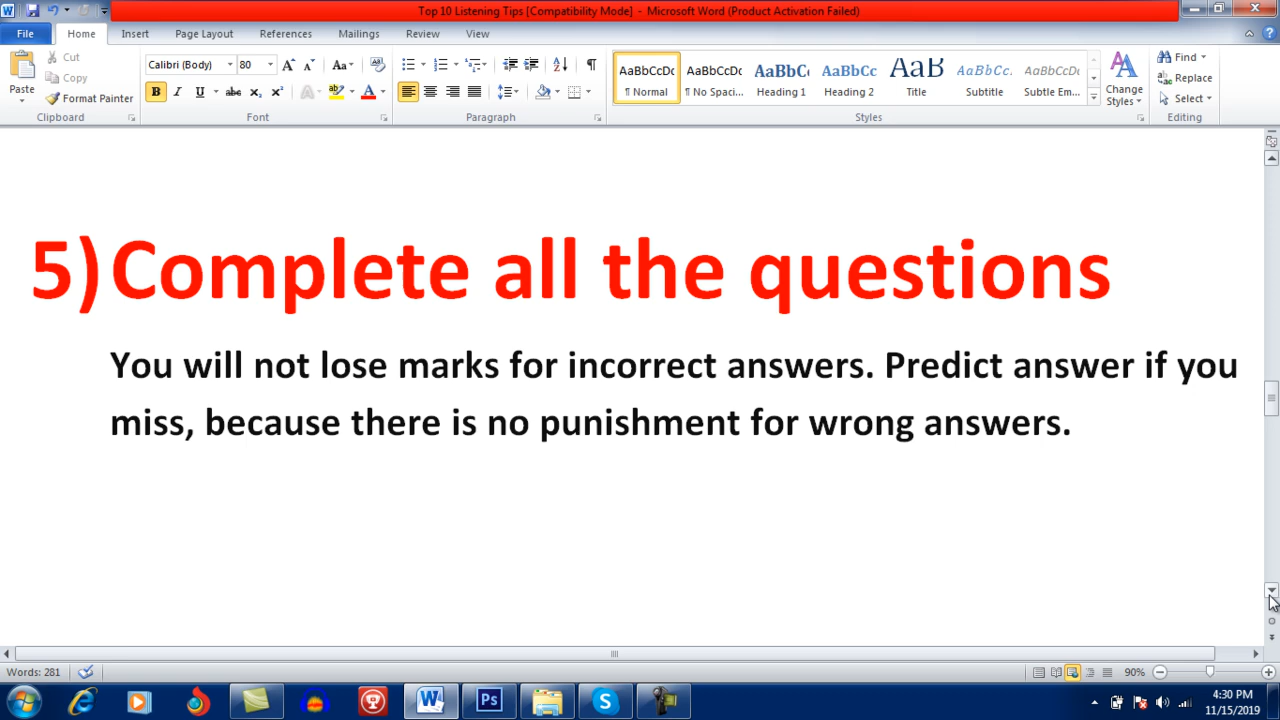 Top 10 Listening Tips [Compatibility Mode] - Microsoft Word (Product Activation Failed)
File Home Insert Page Layout References Mailings Review View
Paste
Cut
Copy
Format Painter
Clipboard
Calibri (Body) 80
Font
Paragraph
AaBbCcDc AaBbCcDc AaBbCc AaBbCc AaB AaBbCc. AaBbCcDc
¶ Normal ¶ No Spaci... Heading 1 Heading 2 Title Subtitle Subtle Em...
Styles
Change
Styles
Find
Replace
Select
Editing
5) Complete all the questions
You will not lose marks for incorrect answers. Predict answer if you
miss, because there is no punishment for wrong answers.
Words: 281
90%
4:30 PM
11/15/2019